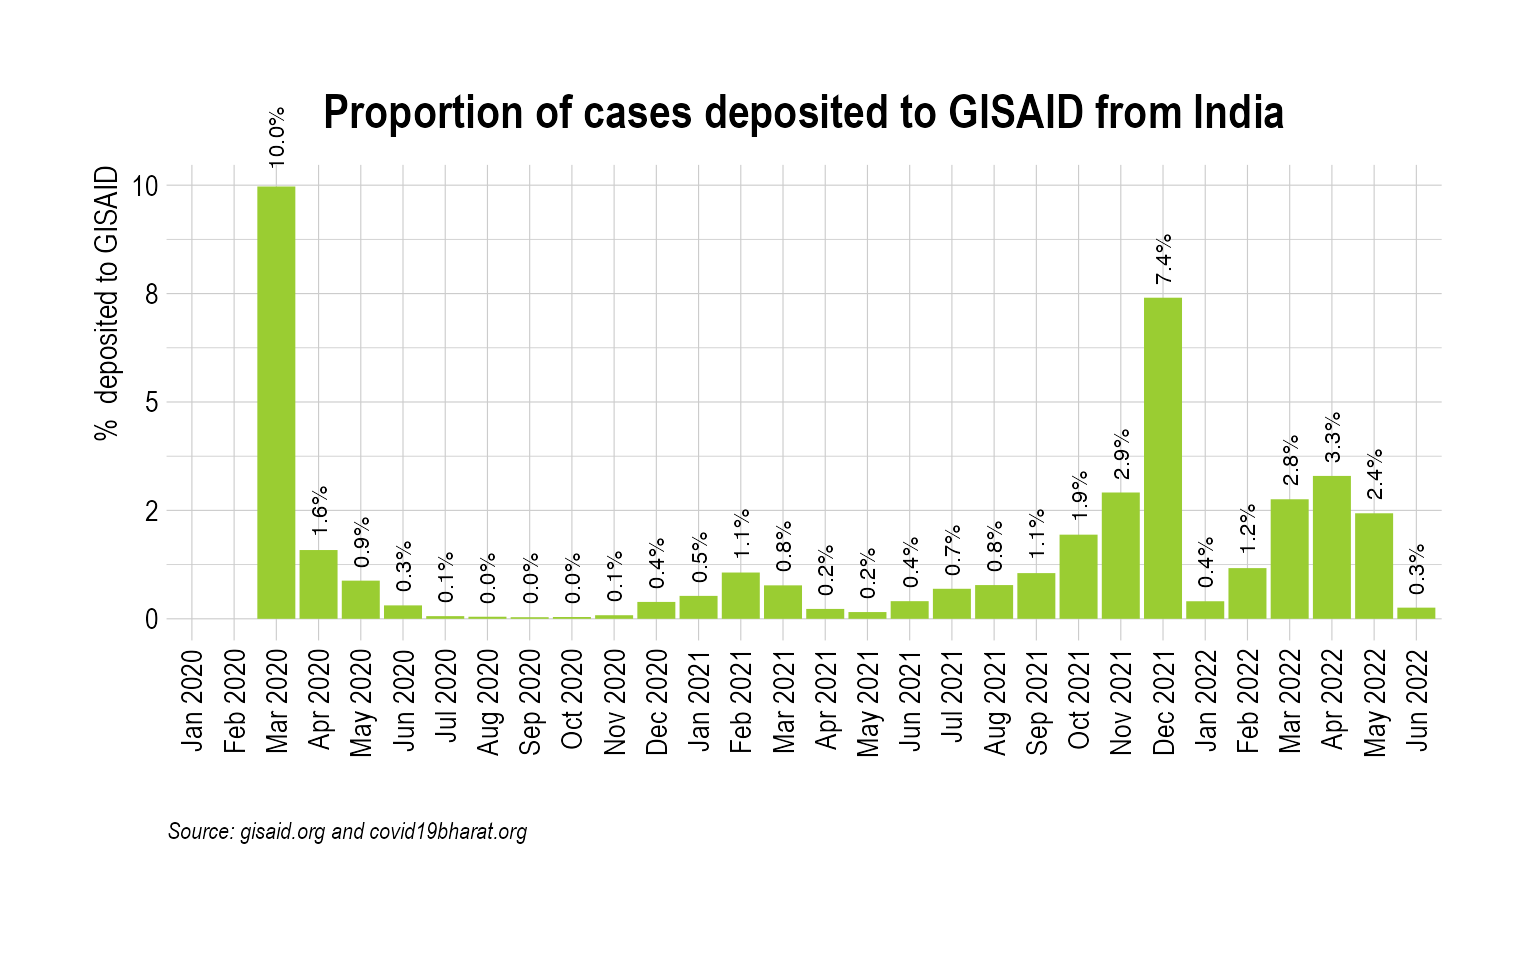 Proportion of cases deposited to GISAID from India
% deposited to GISAID
10
8
5
2
0
10.0%
1.6%
0.9%
0.3%
0.1%
0.0%
0.0%
0.0%
0.1%
0.4%
0.5%
1.1%
0.8%
0.2%
0.2%
0.4%
0.7%
0.8%
1.1%
1.9%
2.9%
7.4%
0.4%
1.2%
2.8%
3.3%
2.4%
0.3%
Jan 2020
Feb 2020
Mar 2020
Apr 2020
May 2020
Jun 2020
Jul 2020
Aug 2020
Sep 2020
Oct 2020
Nov 2020
Dec 2020
Jan 2021
Feb 2021
Mar 2021
Apr 2021
May 2021
Jun 2021
Jul 2021
Aug 2021
Sep 2021
Oct 2021
Nov 2021
Dec 2021
Jan 2022
Feb 2022
Mar 2022
Apr 2022
May 2022
Jun 2022
Source: gisaid.org and covid19bharat.org